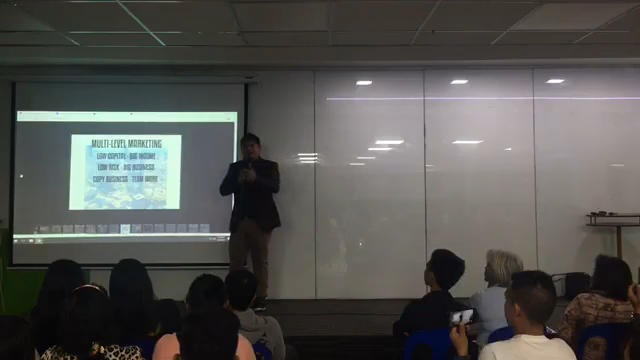 MULTI-LEVEL MARKETING
LOW CAPITAL BIG INCOME
LOW RISK BIG BUSINESS
COPY BUSINESS TEAM WORK